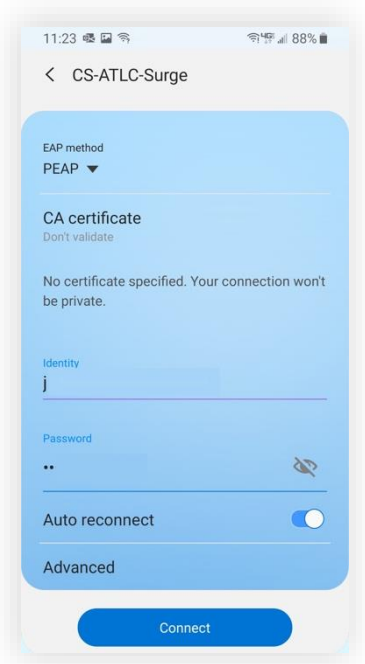 11:23 88%
CS-ATLC-Surge
EAP method
PEAP
CA certificate
Don't validate
No certificate specified. Your connection won't
be private.
Identity
j
Password
••
Auto reconnect
Advanced
Connect